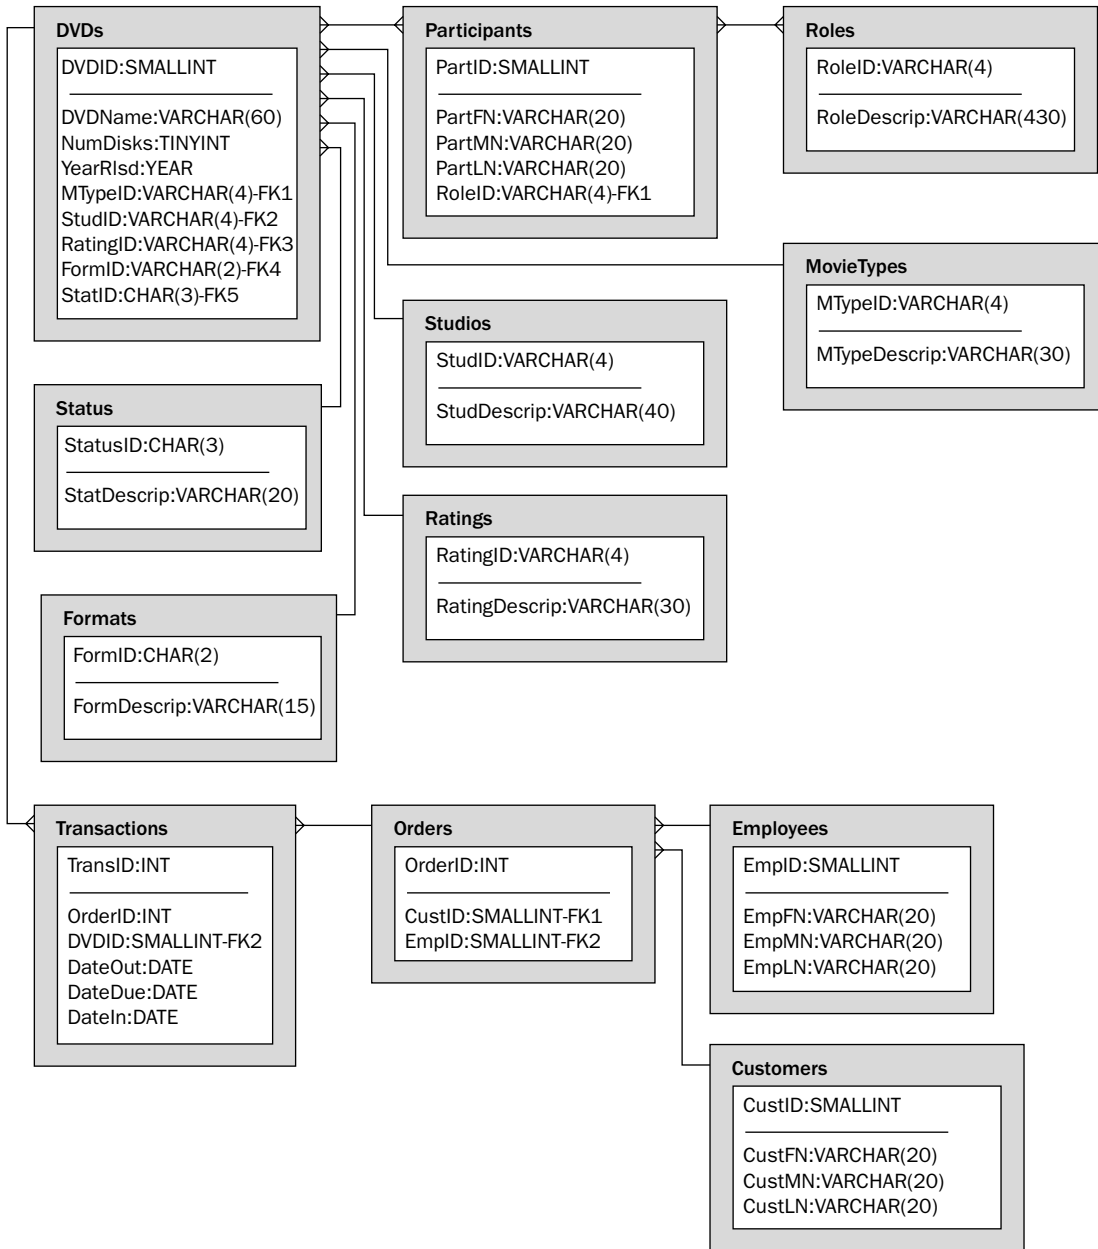 DVDs
DVDID:SMALLINT
DVDName:VARCHAR(60)
NumDisks:TINYINT
YearRlsd:YEAR
MTypeID:VARCHAR(4)-FK1
StudID:VARCHAR(4)-FK2
RatingID:VARCHAR(4)-FK3
FormID:VARCHAR(2)-FK4
StatID:CHAR(3)-FK5
Participants
PartID:SMALLINT
PartFN:VARCHAR(20)
PartMN:VARCHAR(20)
PartLN:VARCHAR(20)
RoleID:VARCHAR(4)-FK1
Roles
RoleID:VARCHAR(4)
RoleDescrip:VARCHAR(430)
MovieTypes
MTypeID:VARCHAR(4)
MTypeDescrip:VARCHAR(30)
Studios
StudID:VARCHAR(4)
StudDescrip:VARCHAR(40)
Status
StatusID:CHAR(3)
StatDescrip:VARCHAR(20)
Ratings
RatingID:VARCHAR(4)
RatingDescrip:VARCHAR(30)
Formats
FormID:CHAR(2)
FormDescrip:VARCHAR(15)
Transactions
TransID:INT
OrderID:INT
DVDID:SMALLINT-FK2
DateOut:DATE
DateDue:DATE
DateIn:DATE
Orders
OrderID:INT
CustID:SMALLINT-FK1
EmpID:SMALLINT-FK2
Employees
EmpID:SMALLINT
EmpFN:VARCHAR(20)
EmpMN:VARCHAR(20)
EmpLN:VARCHAR(20)
Customers
CustID:SMALLINT
CustFN:VARCHAR(20)
CustMN:VARCHAR(20)
CustLN:VARCHAR(20)